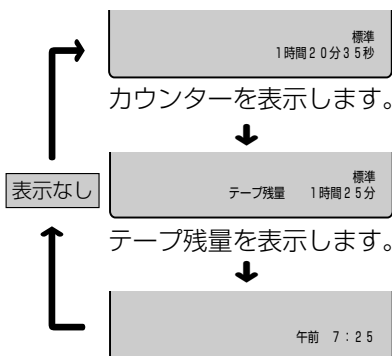 標準
1時間20分35秒
カウンターを表示します。
標準
テープ残量 1時間25分
表示なし
テープ残量を表示します。
午前 7:25